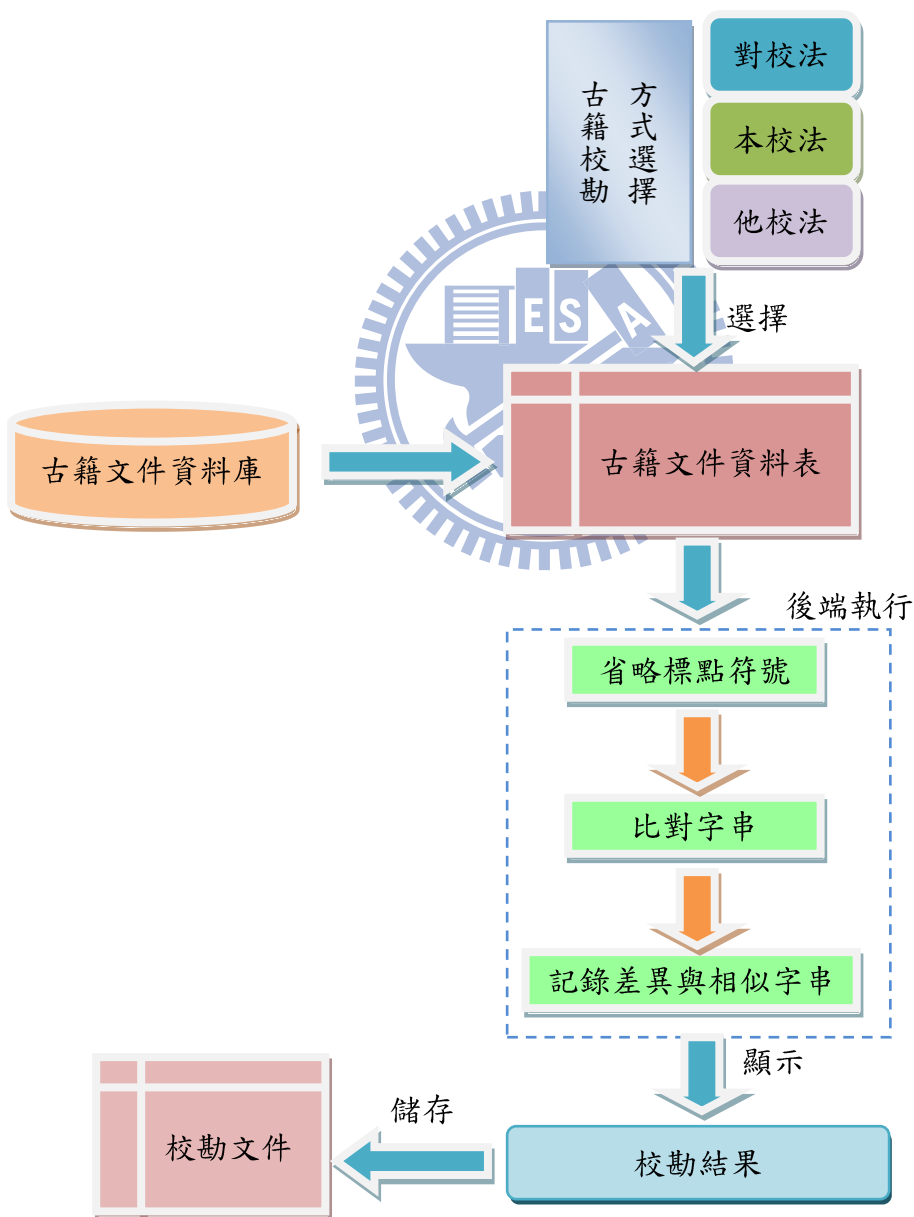 古籍校勘
方式選擇
對校法
本校法
他校法
選擇
E S A
古籍文件資料庫
古籍文件資料表
後端執行
省略標點符號
比對字串
記錄差異與相似字串
顯示
儲存
校勘文件
校勘結果